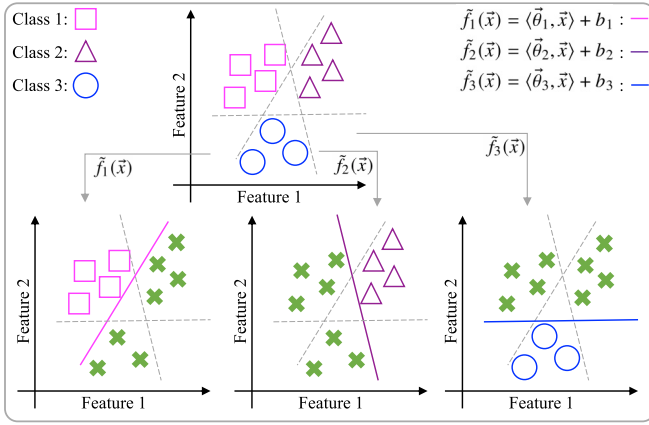 Class 1:
Class 2:
Class 3:
Feature 2
Feature 1
f̃₁(x⃗) = ⟨θ⃗₁, x⃗⟩ + b₁ :
f̃₂(x⃗) = ⟨θ⃗₂, x⃗⟩ + b₂ :
f̃₃(x⃗) = ⟨θ⃗₃, x⃗⟩ + b₃ :
f̃₁(x⃗)
f̃₂(x⃗)
f̃₃(x⃗)
Feature 2
Feature 1
Feature 2
Feature 1
Feature 2
Feature 1